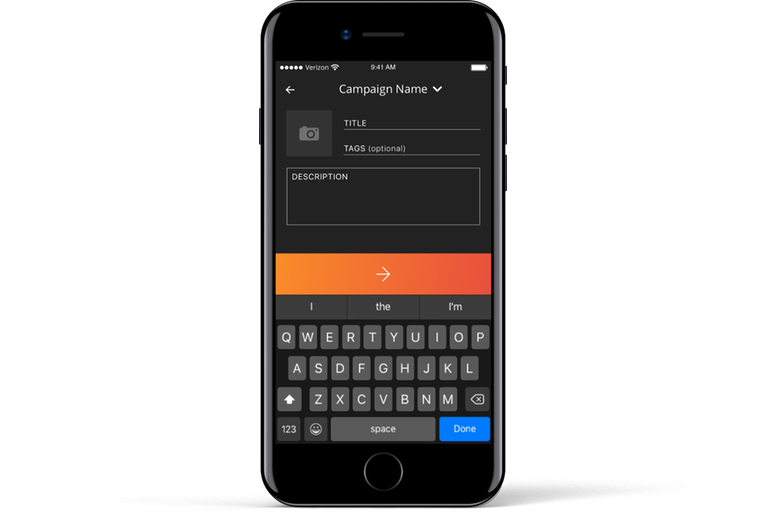 Verizon 9:41 AM
Campaign Name
TITLE
TAGS (optional)
DESCRIPTION
I the I'm
Q W E R T Y U I O P
A S D F G H J K L
Z X C V B N M
123 space Done